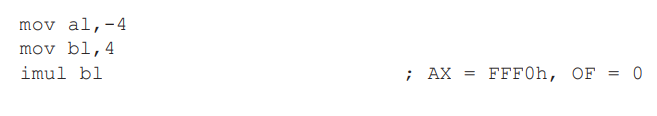 mov al,-4
mov bl,4
imul bl ; AX = FFF0h, OF = 0